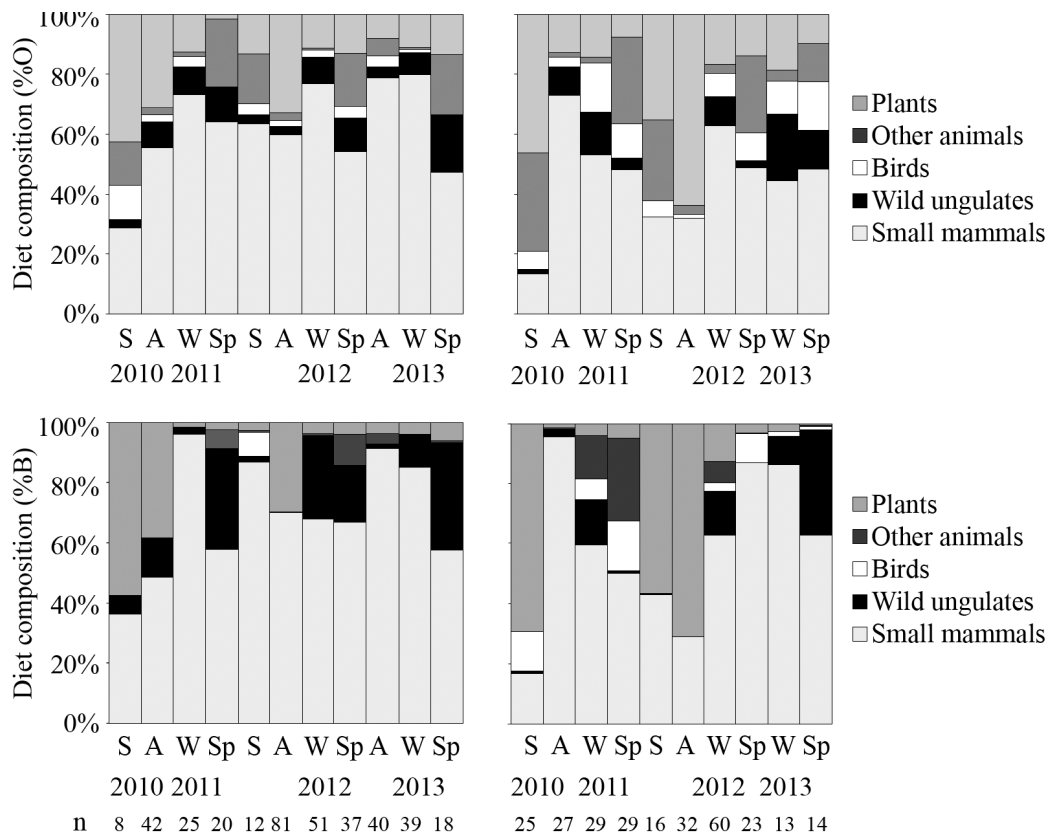 Diet composition (%O)
100%
80%
60%
40%
20%
0%
S A W Sp S A W Sp A W Sp
2010 2011 2012 2013
S A W Sp S A W Sp W Sp
2010 2011 2012 2013
Plants
Other animals
Birds
Wild ungulates
Small mammals
Diet composition (%B)
100%
80%
60%
40%
20%
0%
S A W Sp S A W Sp A W Sp
2010 2011 2012 2013
n 8 42 25 20 12 81 51 37 40 39 18
S A W Sp S A W Sp W Sp
2010 2011 2012 2013
25 27 29 29 16 32 60 23 13 14
Plants
Other animals
Birds
Wild ungulates
Small mammals